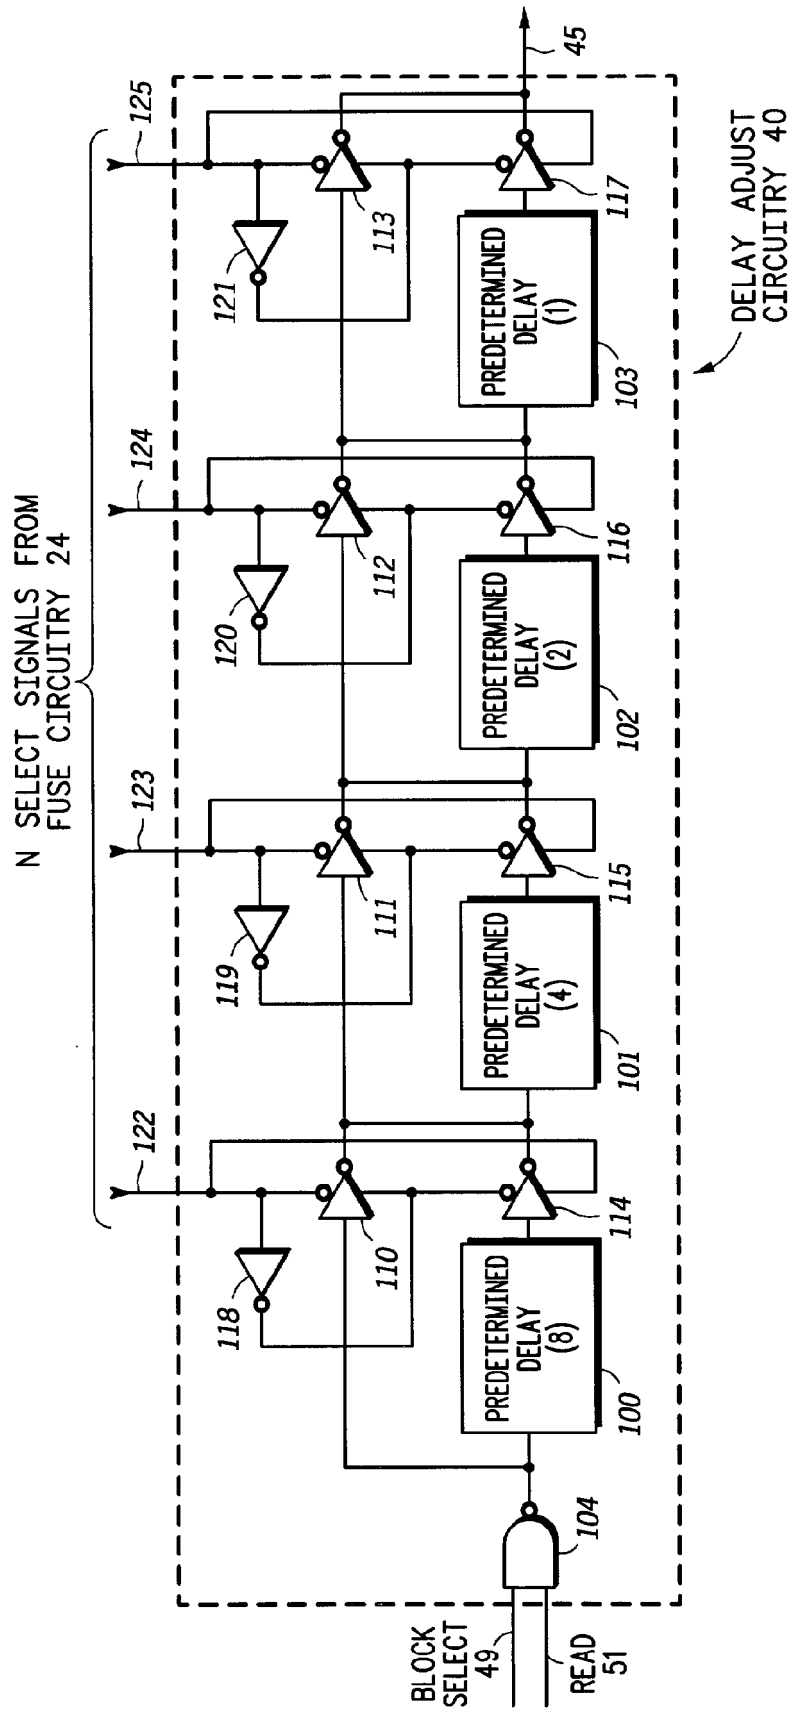 N SELECT SIGNALS FROM
FUSE CIRCUITRY 24
122
123
124
125
118
119
120
121
110
111
112
113
114
115
116
117
45
PREDETERMINED
DELAY
(8)
100
PREDETERMINED
DELAY
(4)
101
PREDETERMINED
DELAY
(2)
102
PREDETERMINED
DELAY
(1)
103
104
BLOCK
SELECT
49
READ
51
DELAY ADJUST
CIRCUITRY 40